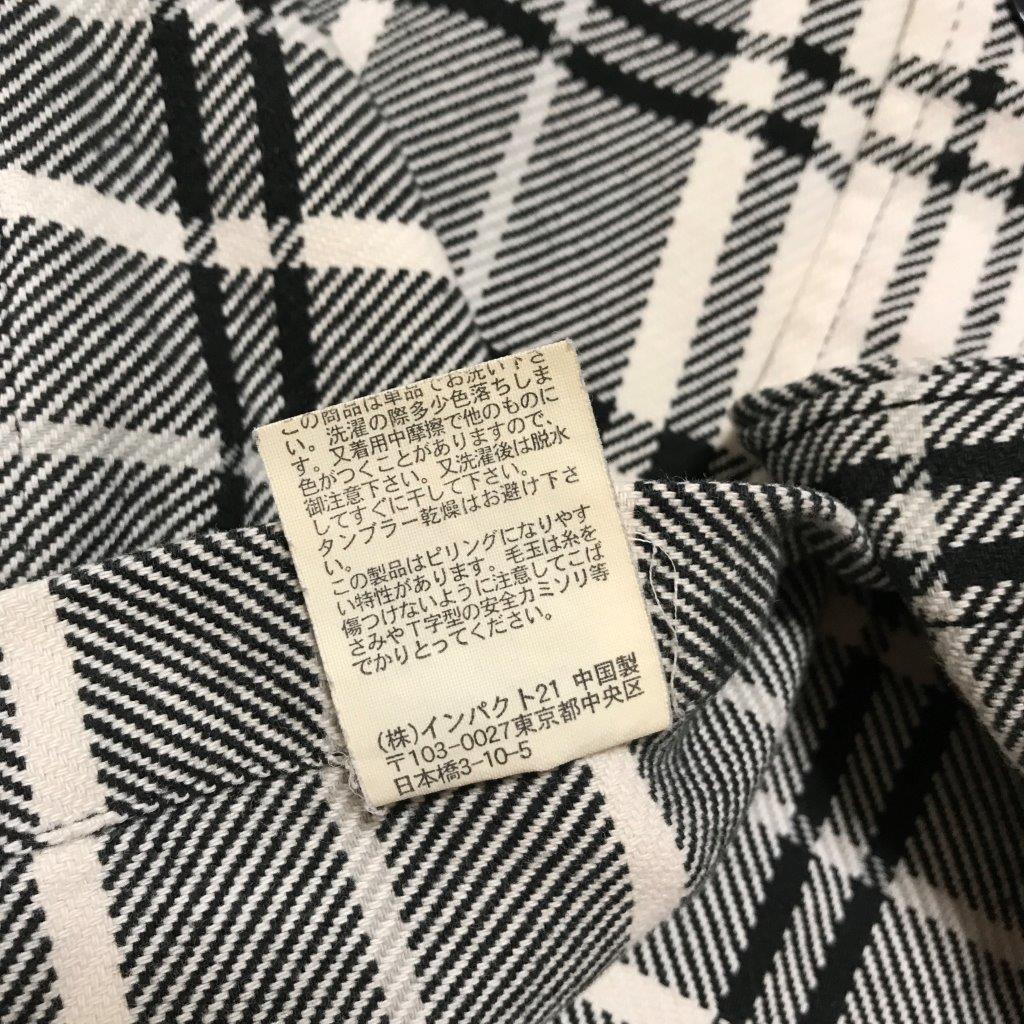 この商品は単品でお洗い下さ
い。洗濯の際多少色落ちしま
す。又着用中摩擦で他のものに
色がつくことがありますので、
御注意下さい。又洗濯後は脱水
してすぐに干して下さい。
タンブラー乾燥はお避け下さ
い。
この製品はピリングになりやす
い特性があります。毛玉は糸を
傷つけないように注意してこば
さみやT字型の安全カミソリ等
でかりとってください。
(株)インパクト21 中国製
〒103-0027東京都中央区
日本橋3-10-5